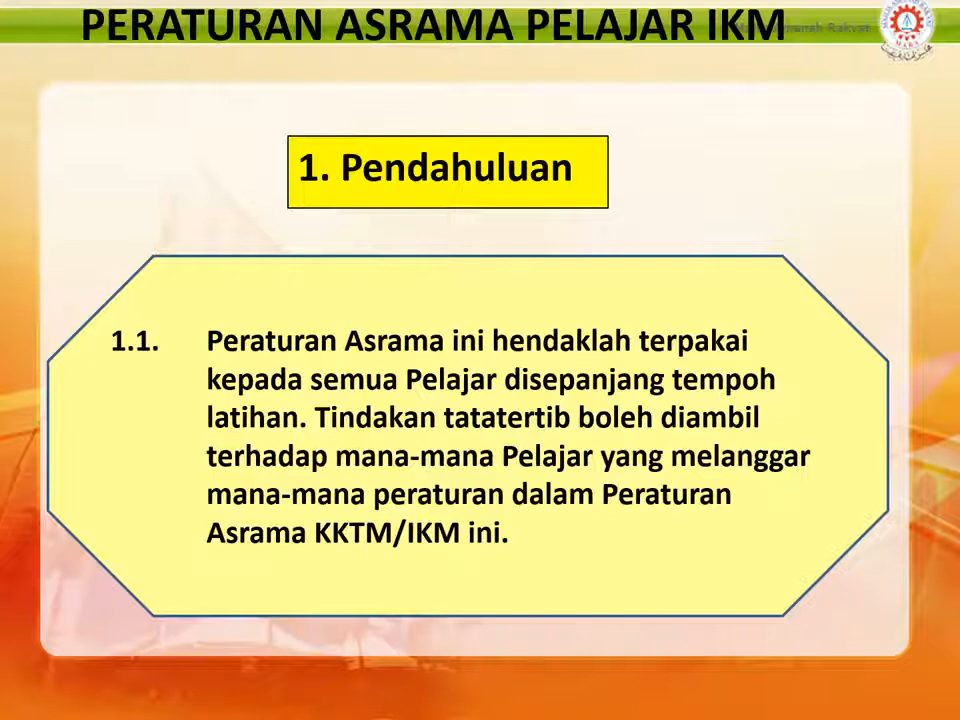 PERATURAN ASRAMA PELAJAR IKM
Rakyat
MARA
1. Pendahuluan
1.1. Peraturan Asrama ini hendaklah terpakai
kepada semua Pelajar disepanjang tempoh
latihan. Tindakan tatatertib boleh diambil
terhadap mana-mana Pelajar yang melanggar
mana-mana peraturan dalam Peraturan
Asrama KKTM/IKM ini.